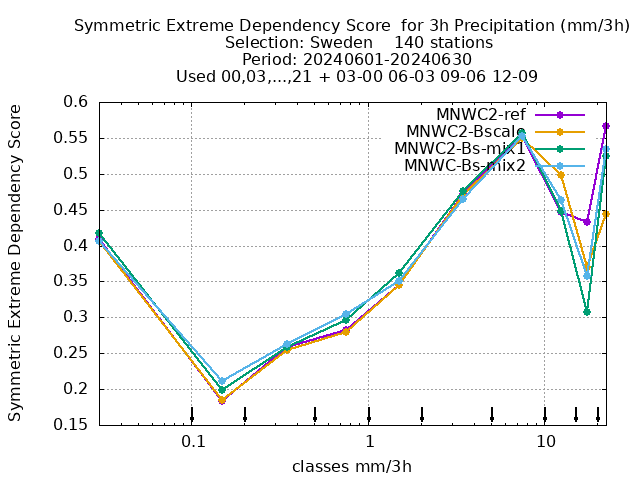 Symmetric Extreme Dependency Score  for 3h Precipitation (mm/3h)
Selection: Sweden    140 stations
Period: 20240601-20240630
Used 00,03,...,21 + 03-00 06-03 09-06 12-09
Symmetric Extreme Dependency Score
0.6
0.55
0.5
0.45
0.4
0.35
0.3
0.25
0.2
0.15
MNWC2-ref
MNWC2-Bscale
MNWC2-Bs-mix1
MNWC-Bs-mix2
0.1
1
10
classes mm/3h